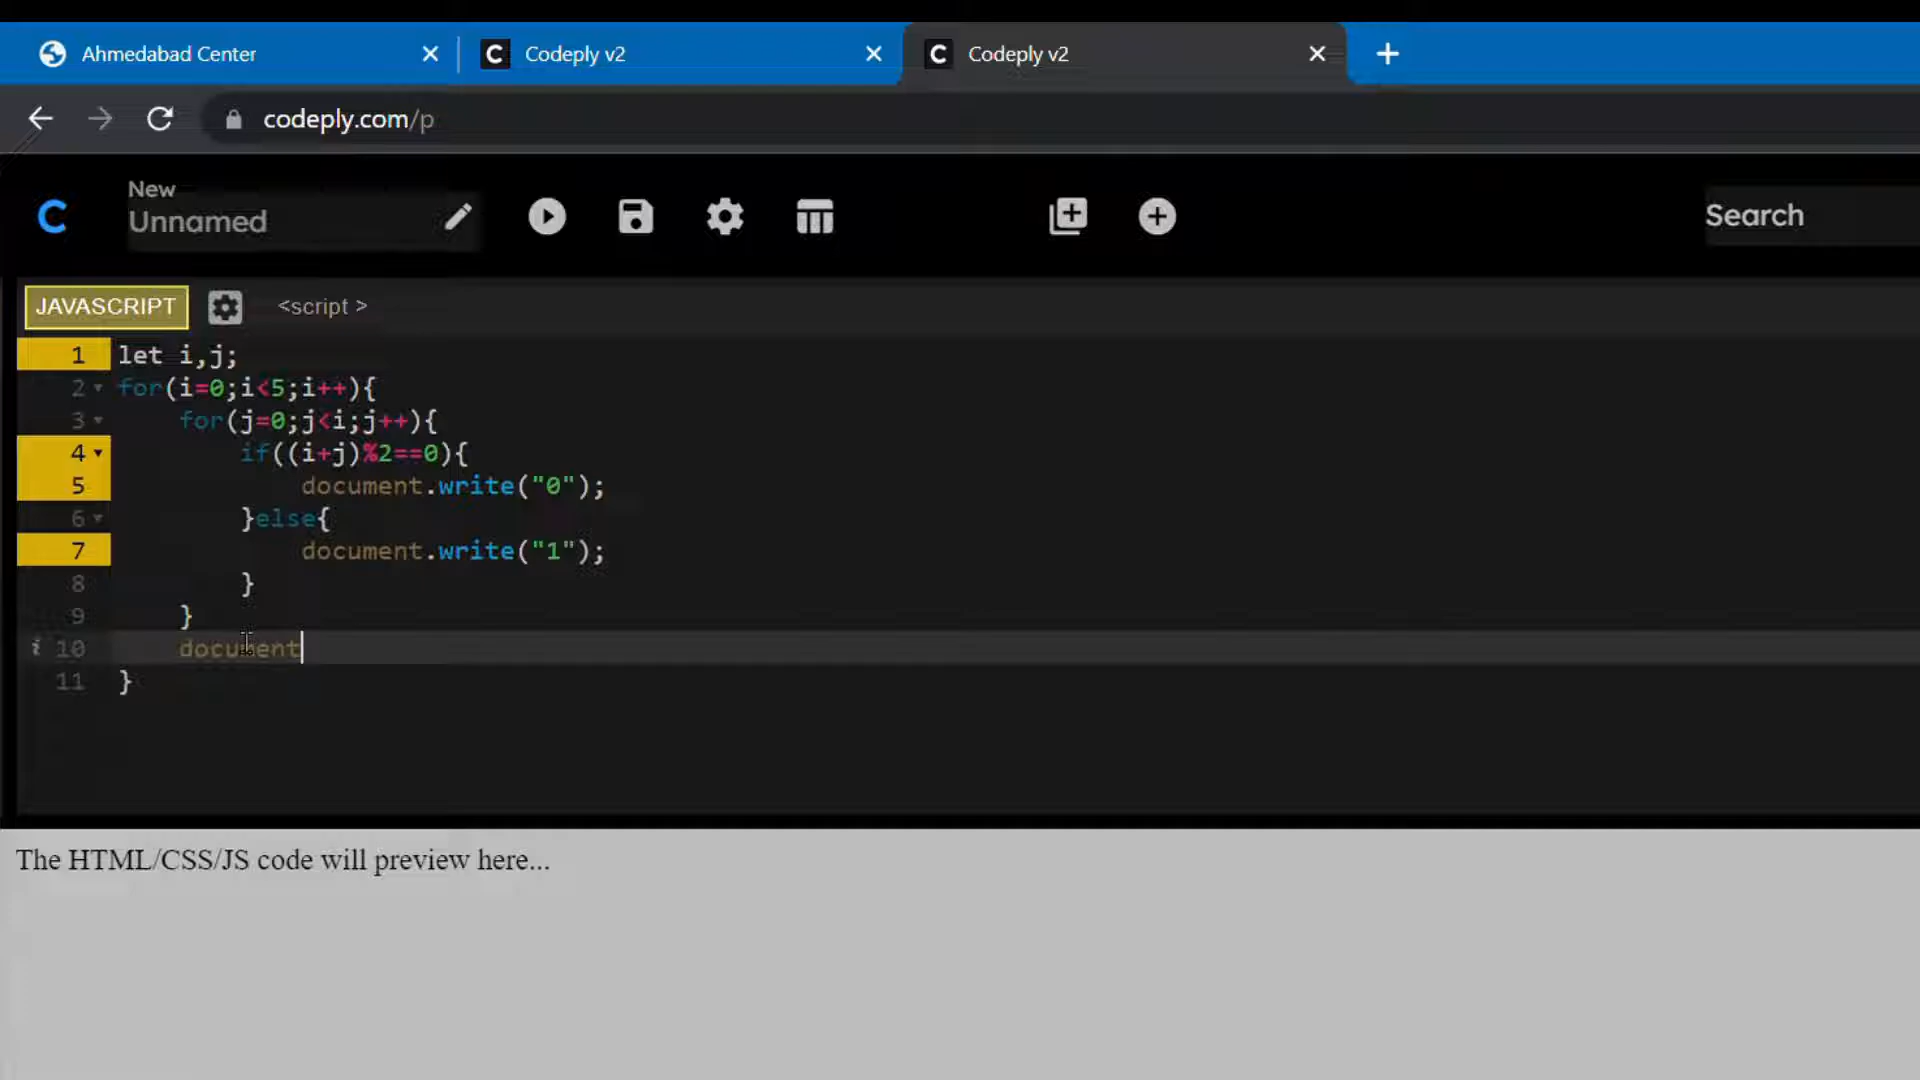 Ahmedabad Center
Codeply v2
Codeply v2
codeply.com/p
New
Unnamed
Search
JAVASCRIPT <script >
1 let i,j;
2 for(i=0;i<5;i++){
3 for(j=0;j<i;j++){
4 if((i+j)%2==0){
5 document.write("0");
6 }else{
7 document.write("1");
8 }
9 }
i 10 document
11 }
The HTML/CSS/JS code will preview here...